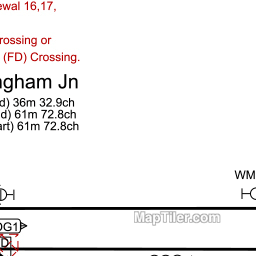 ewal 16,17,
rossing or
(FD) Crossing.
ngham Jn
d) 36m 32.9ch
d) 61m 72.8ch
art) 61m 72.8ch
WM
MapTiler.com
OG1
D